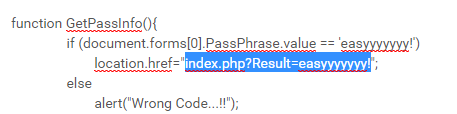 function GetPassInfo(){
if (document.forms[0].PassPhrase.value == 'easyyyyyyy!')
location.href="index.php?Result=easyyyyyyy!";
else
alert("Wrong Code...!!");